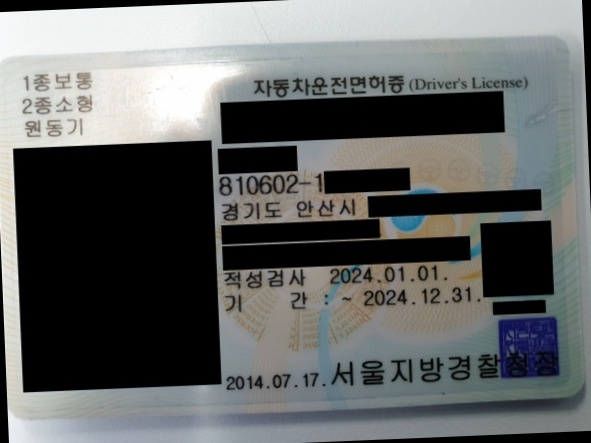 1종보통
2종소형
원동기
자동차운전면허증 (Driver's License)
810602-1
경기도 안산시
적성검사 2024.01.01.
기 간 : ~ 2024.12.31.
2014.07.17. 서울지방경찰청장